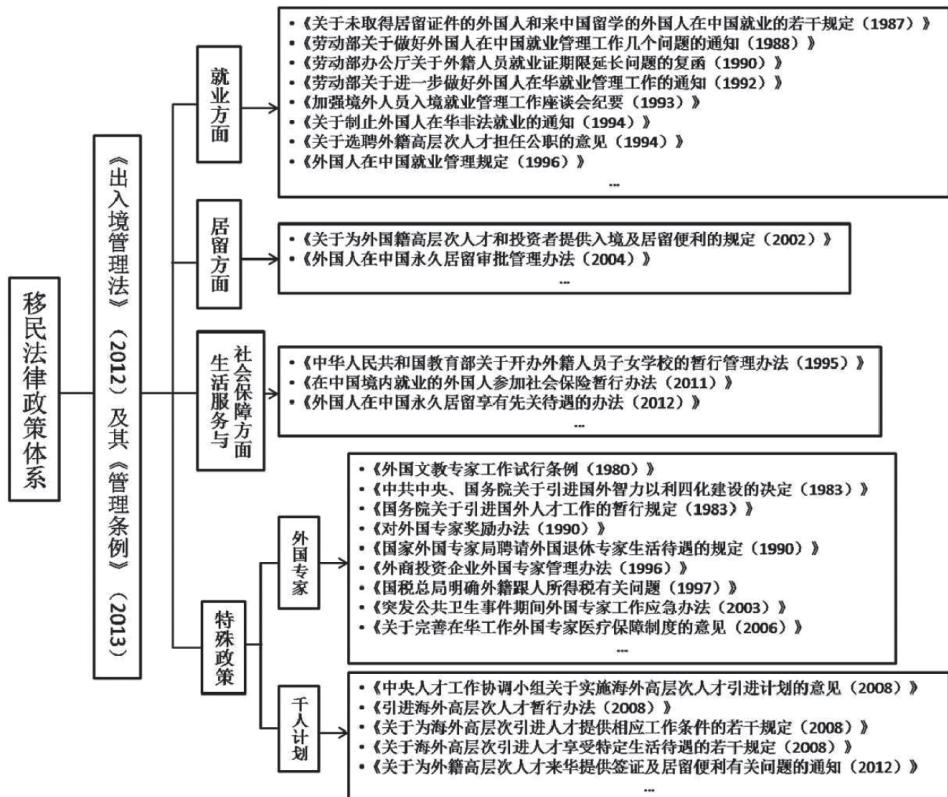 移民法律政策体系
《出入境管理法》（2012）及其《管理条例》（2013）
就业方面
•《关于未取得居留证件的外国人和来中国留学的外国人在中国就业的若干规定（1987）
•《劳动部关于做好外国人在中国就业管理工作几个问题的通知（1988）
•《劳动部办公厅关于外籍人员就业证期限延长问题的复函（1990）
•《劳动部关于进一步做好外国人在华就业管理工作的通知（1992）
•《加强境外人员入境就业管理工作座谈会纪要（1993）
•《关于制止外国人在华非法就业的通知（1994）
•《关于选聘外籍高层次人才担任公职的意见（1994）
•《外国人在中国就业管理规定（1996）》
...
居留方面
•《关于为外国籍高层次人才和投资者提供入境及居留便利的规定（2002）》
•《外国人在中国永久居留审批管理办法（2004）》
...
社会保障方面
生活服务与
•《中华人民共和国教育部关于开办外籍人员子女学校的暂行管理办法（1995）》
•《在中国境内就业的外国人参加社会保险暂行办法（2011）》
•《外国人在中国永久居留享有先关待遇的办法（2012）》
...
特殊政策
外国专家
•《外国文教专家工作试行条例（1980）》
•《中共中央、国务院关于引进国外智力以利四化建设的决定（1983）》
•《国务院关于引进国外人才工作的暂行规定（1983）》
•《对外国专家奖励办法（1990）》
•《国家外国专家局聘请外国退休专家生活待遇的规定（1990）》
•《外商投资企业外国专家管理办法（1996）》
•《国税总局明确外籍跟人所得税有关问题（1997）》
•《突发公共卫生事件期间外国专家工作应急办法（2003）》
•《关于完善在华工作外国专家医疗保障制度的意见（2006）》
...
千人计划
•《中央人才工作协调小组关于实施海外高层次人才引进计划的意见（2008）》
•《引进海外高层次人才暂行办法（2008）》
•《关于为海外高层次引进人才提供相应工作条件的若干规定（2008）》
•《关于海外高层次引进人才享受特定生活待遇的若干规定（2008）》
•《关于为外籍高层次人才来华提供签证及居留便利有关问题的通知（2012）》
...